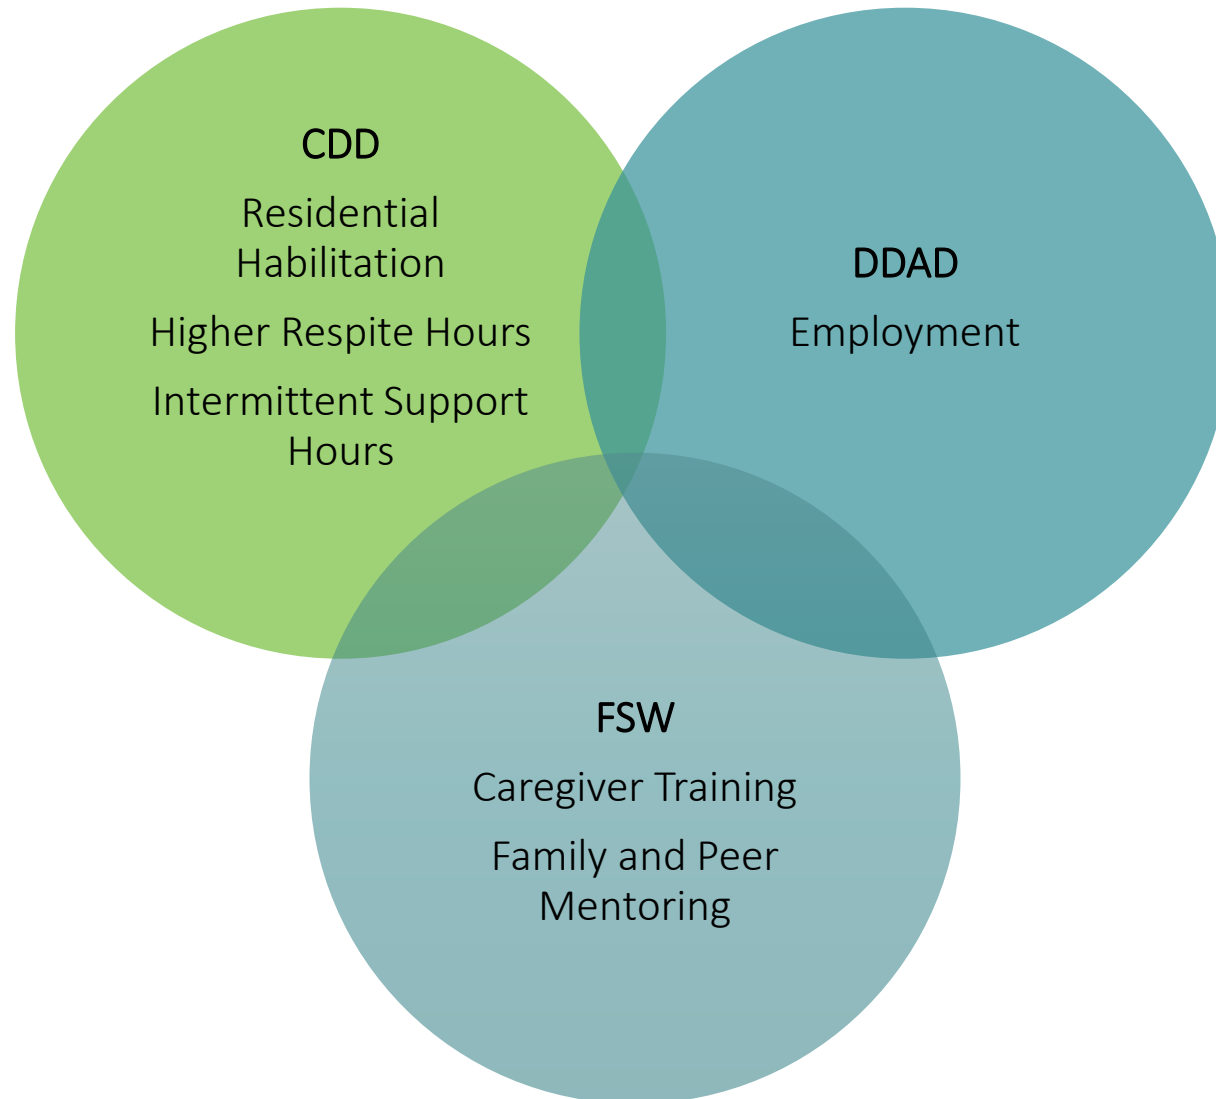 CDD
Residential
Habilitation
Higher Respite Hours
Intermittent Support
Hours
DDAD
Employment
FSW
Caregiver Training
Family and Peer
Mentoring